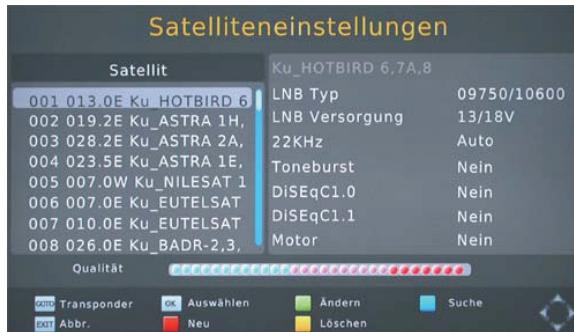 Satelliteneinstellungen
Satellit
001 013.0E Ku_HOTBIRD 6
002 019.2E Ku_ASTRA 1H,
003 028.2E Ku_ASTRA 2A,
004 023.5E Ku_ASTRA 1E,
005 007.0W Ku_NILESAT 1
006 007.0E Ku_EUTELSAT
007 010.0E Ku_EUTELSAT
008 026.0E Ku_BADR-2,3,
Ku_HOTBIRD 6,7A,8
LNB Typ 09750/10600
LNB Versorgung 13/18V
22KHz Auto
Toneburst Nein
DiSEqC1.0 Nein
DiSEqC1.1 Nein
Motor Nein
Qualität
GOTO Transponder OK Auswählen Ändern Suche
EXIT Abbr. Neu Löschen